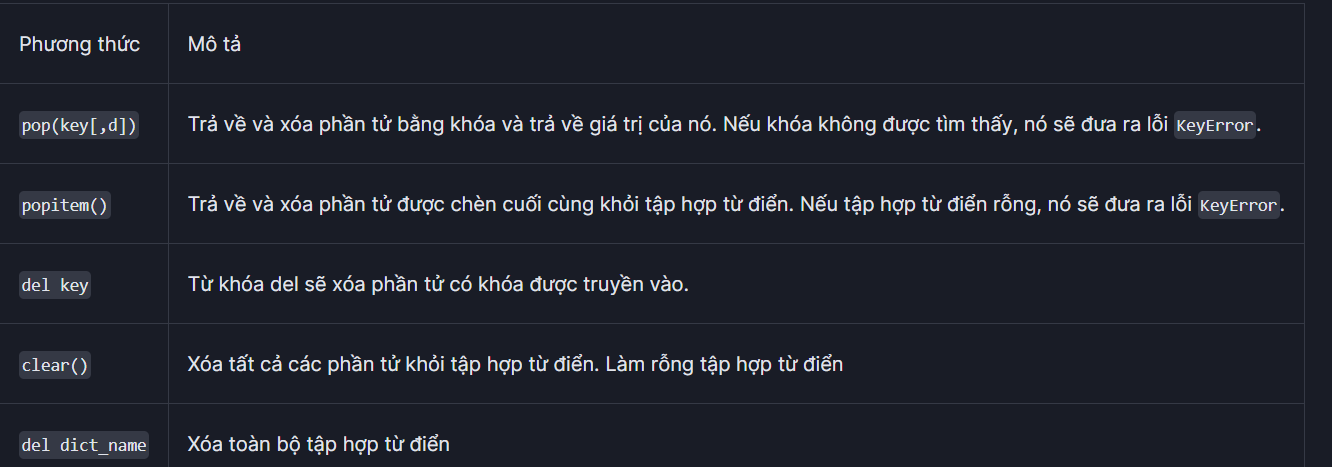 Phương thức Mô tả
pop(key[,d]) Trả về và xóa phần tử bằng khóa và trả về giá trị của nó. Nếu khóa không được tìm thấy, nó sẽ đưa ra lỗi KeyError.
popitem() Trả về và xóa phần tử được chèn cuối cùng khỏi tập hợp từ điển. Nếu tập hợp từ điển rỗng, nó sẽ đưa ra lỗi KeyError.
del key Từ khóa del sẽ xóa phần tử có khóa được truyền vào.
clear() Xóa tất cả các phần tử khỏi tập hợp từ điển. Làm rỗng tập hợp từ điển
del dict_name Xóa toàn bộ tập hợp từ điển